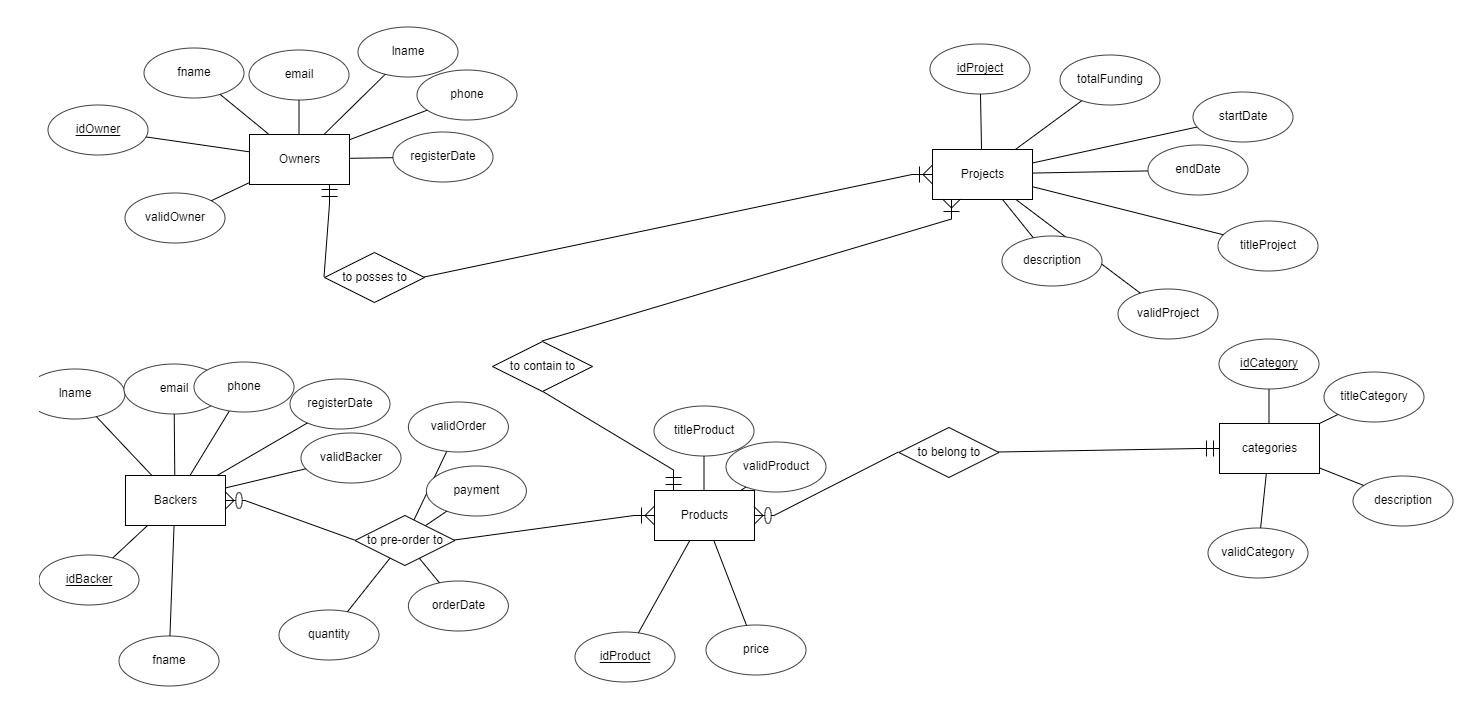 lname
fname
email
phone
idOwner
Owners
registerDate
validOwner
to posses to
idProject
totalFunding
startDate
endDate
Projects
titleProject
description
validProject
to contain to
lname
email
phone
registerDate
validBacker
Backers
idBacker
fname
validOrder
payment
to pre-order to
orderDate
quantity
titleProduct
validProduct
Products
idProduct
price
to belong to
idCategory
titleCategory
categories
description
validCategory